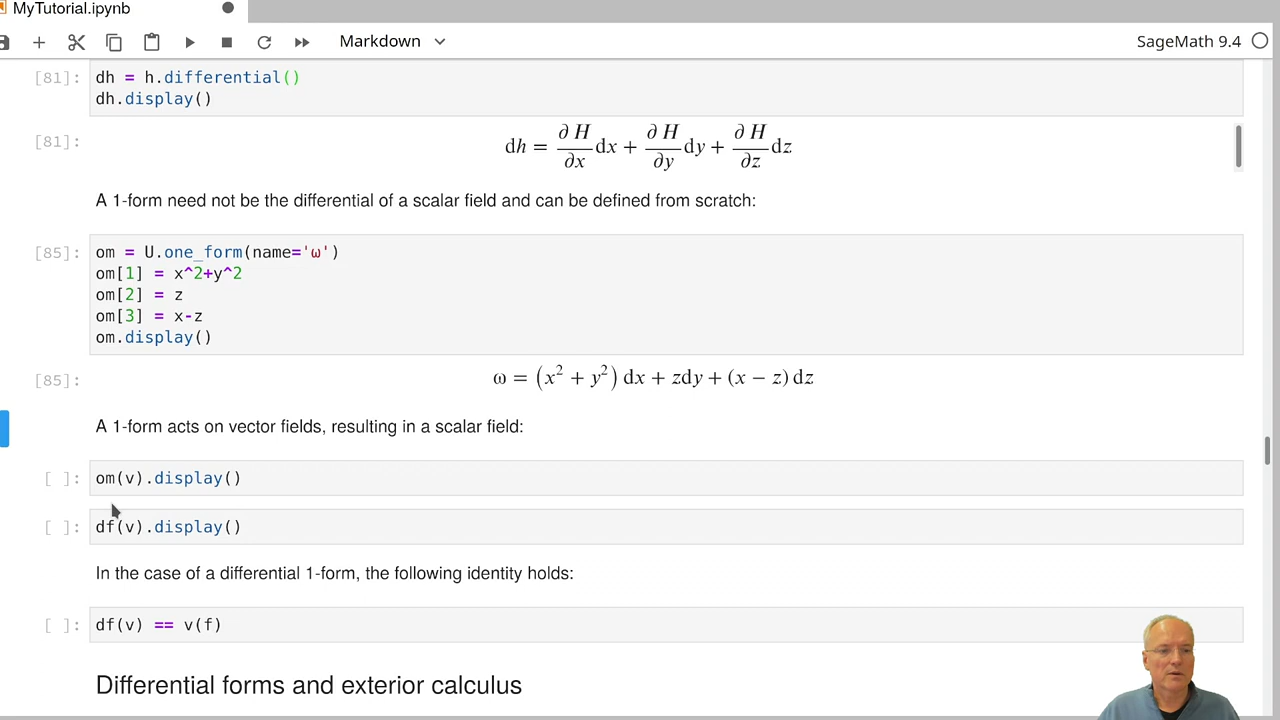 MyTutorial.ipynb
Markdown
SageMath 9.4
[81]: dh = h.differential()
dh.display()
[81]: dh = ∂H/∂x dx + ∂H/∂y dy + ∂H/∂z dz
A 1-form need not be the differential of a scalar field and can be defined from scratch:
[85]: om = U.one_form(name='ω')
om[1] = x^2+y^2
om[2] = z
om[3] = x-z
om.display()
[85]: ω = (x² + y²) dx + zdy + (x − z) dz
A 1-form acts on vector fields, resulting in a scalar field:
[ ]: om(v).display()
[ ]: df(v).display()
In the case of a differential 1-form, the following identity holds:
[ ]: df(v) == v(f)
Differential forms and exterior calculus